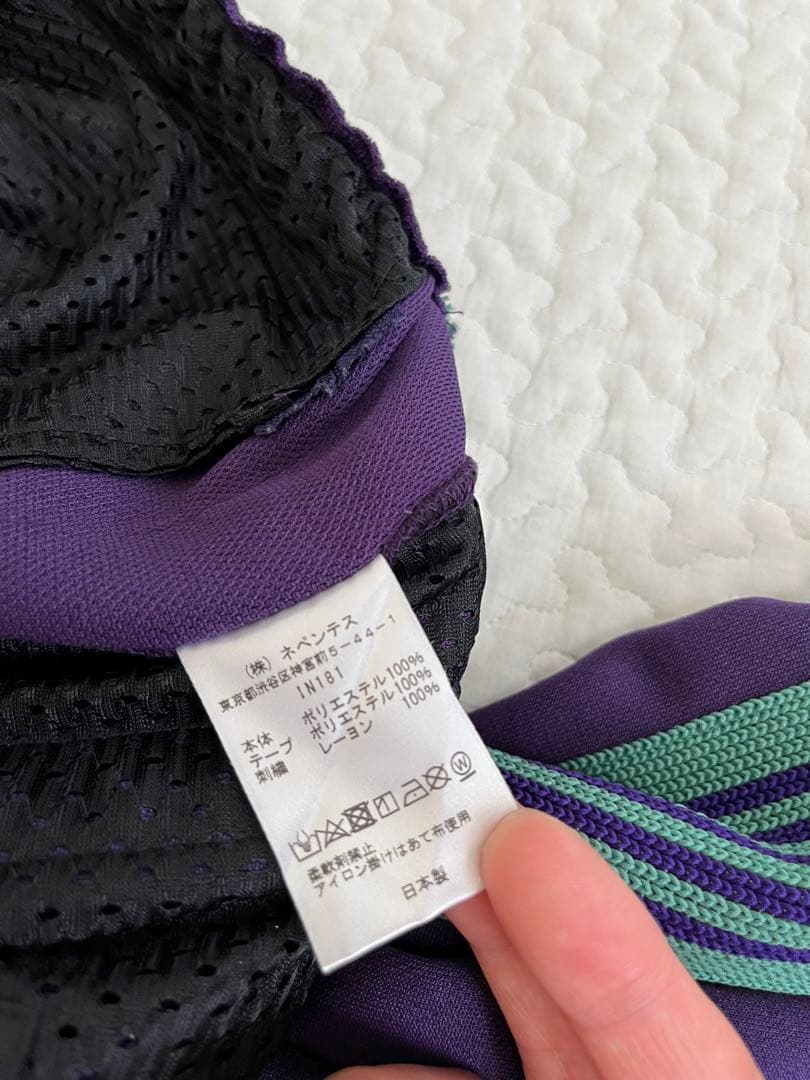 (株) ネペンテス
東京都渋谷区神宮前5-44-1
IN181
本体 ポリエステル100%
テープ ポリエステル100%
刺繍 レーヨン 100%
柔軟剤禁止
アイロン掛けはあて布使用
日本製